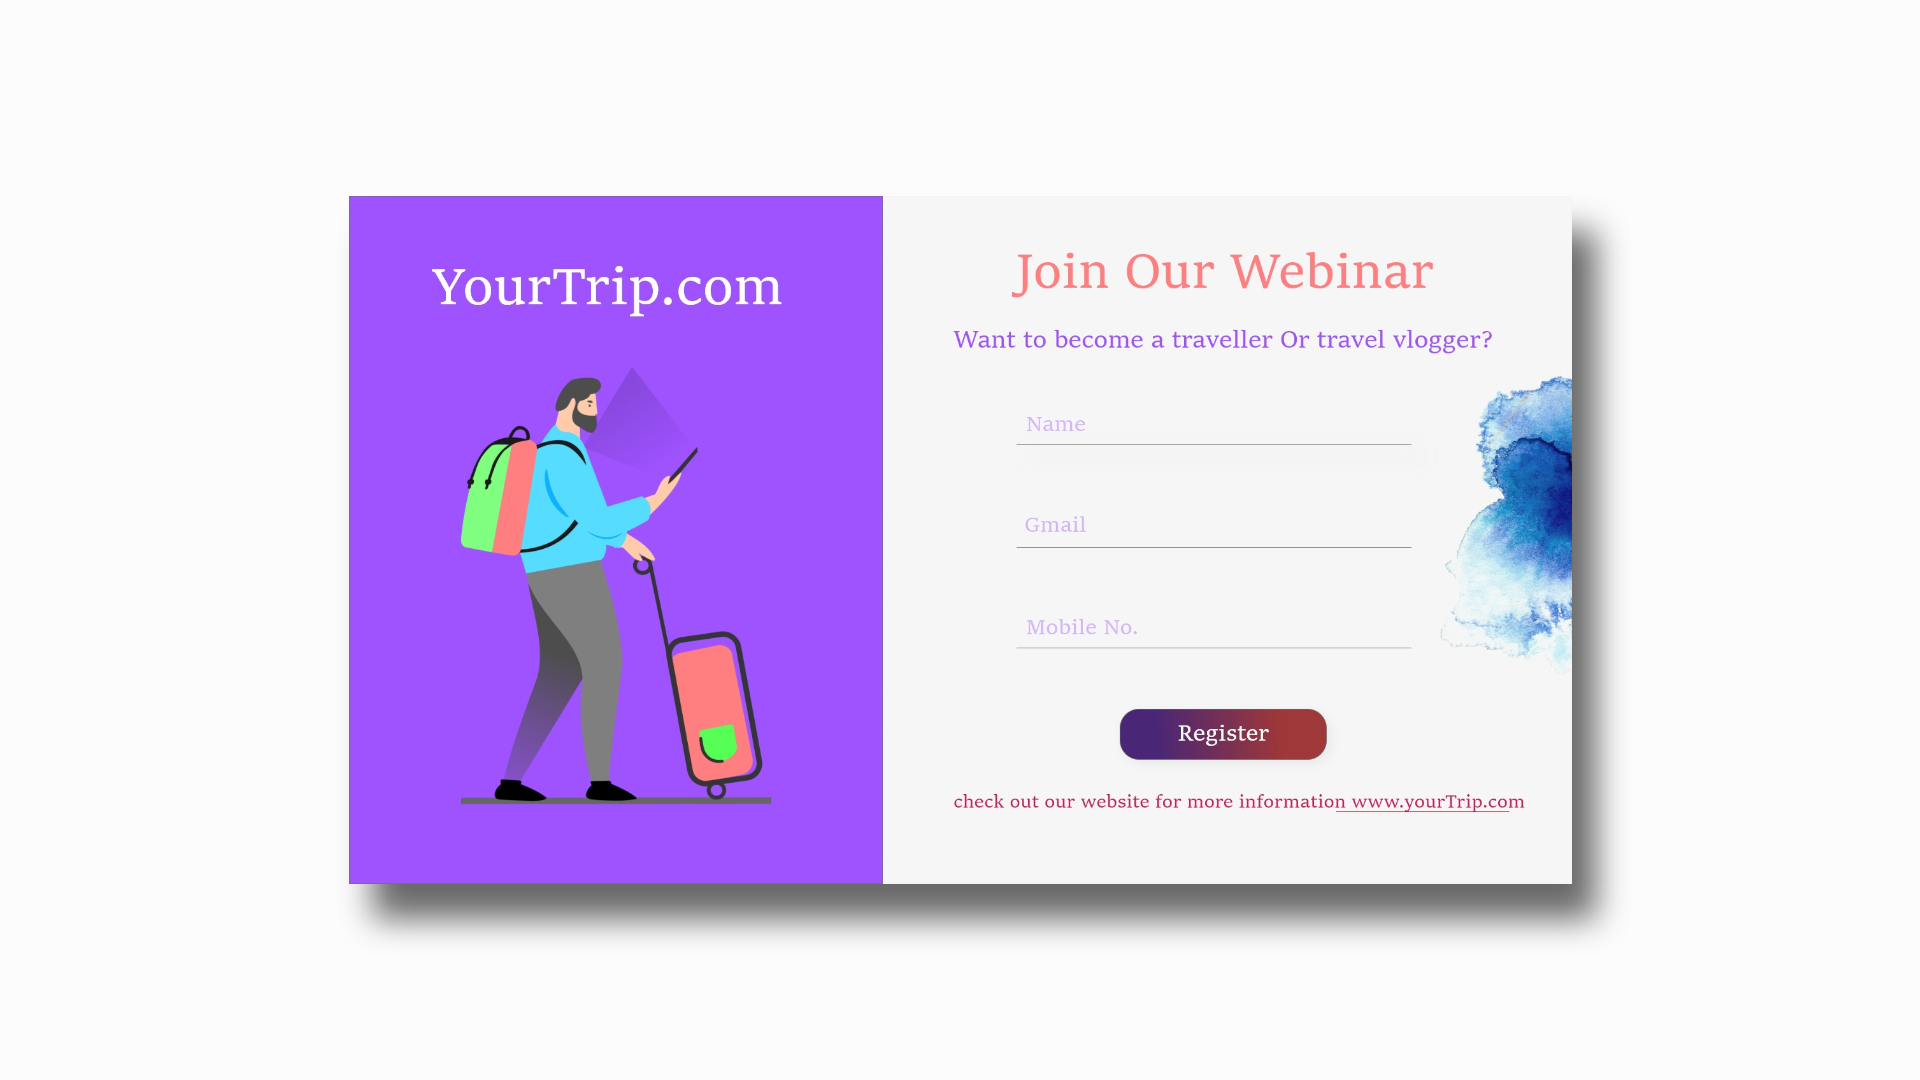 YourTrip.com
Join Our Webinar
Want to become a traveller Or travel vlogger?
Name
Gmail
Mobile No.
Register
check out our website for more information www.yourTrip.com